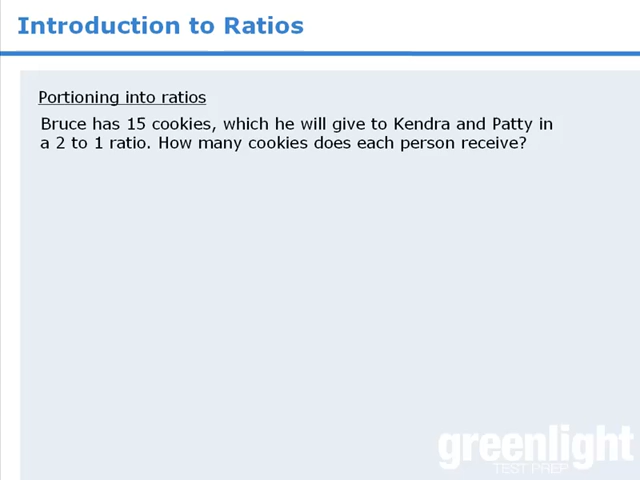 Introduction to Ratios
Portioning into ratios
Bruce has 15 cookies, which he will give to Kendra and Patty in
a 2 to 1 ratio. How many cookies does each person receive?
greenlight
TEST PREP